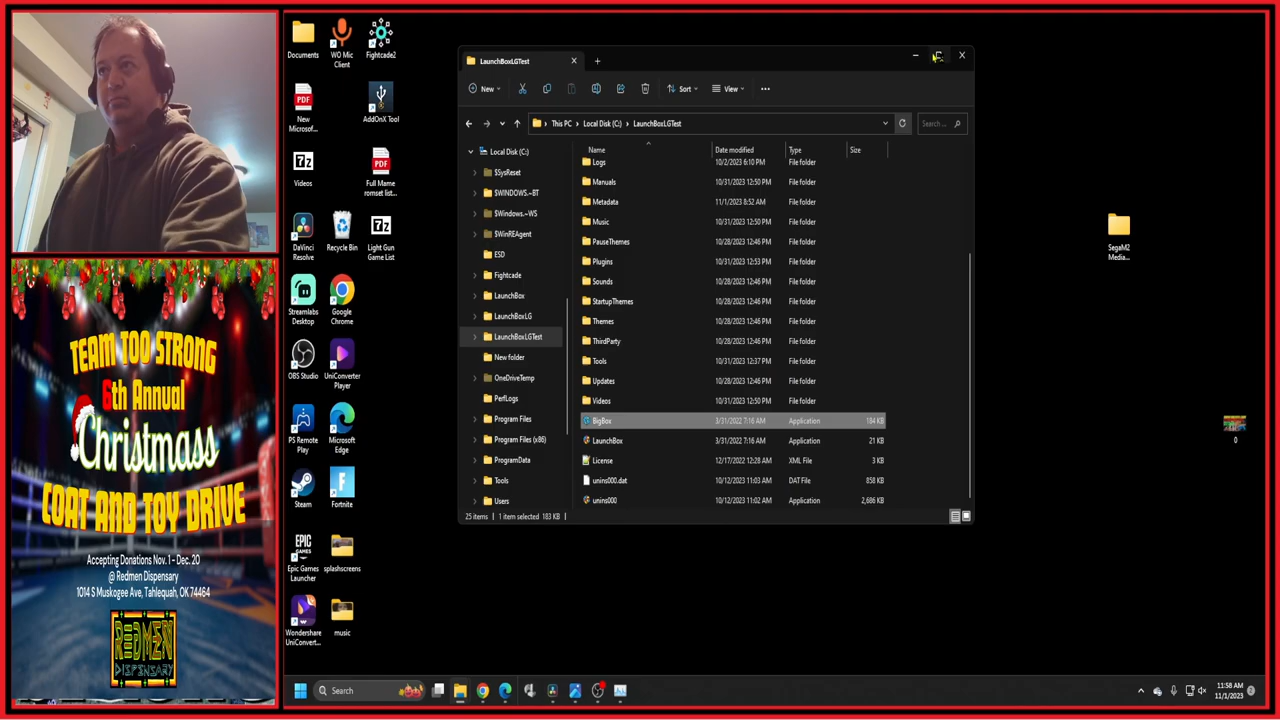 TEAM TOO STRONG
6th Annual
Christmass
COAT AND TOY DRIVE
Accepting Donations Nov. 1 - Dec. 20
@ Redmen Dispensary
1014 S Muskogee Ave, Tahlequah, OK 74464
REDMEN
DISPENSARY
Documents
WO Mic
Client
Fightcade2
New
Microsof...
AddOnX Tool
Videos
Full Mame
romset list...
DaVinci
Resolve
Recycle Bin
Light Gun
Game List
Streamlabs
Desktop
Google
Chrome
OBS Studio
UniConverter
Player
PS Remote
Play
Microsoft
Edge
Steam
Fortnite
Epic Games
Launcher
splashscreens
Wondershare
UniConvert...
music
LaunchBoxLGTest
New
Sort
View
This PC
Local Disk (C:)
LaunchBoxLGTest
Search ...
Local Disk (C:)
$SysReset
$WINDOWS.~BT
$Windows.~WS
$WinREAgent
ESD
Fightcade
LaunchBox
LaunchBoxLG
LaunchBoxLGTest
New folder
OneDriveTemp
PerfLogs
Program Files
Program Files (x86)
ProgramData
Tools
Users
Name Date modified Type Size
Logs 10/2/2023 6:10 PM File folder
Manuals 10/31/2023 12:50 PM File folder
Metadata 11/1/2023 8:52 AM File folder
Music 10/31/2023 12:50 PM File folder
PauseThemes 10/28/2023 12:46 PM File folder
Plugins 10/31/2023 12:53 PM File folder
Sounds 10/28/2023 12:46 PM File folder
StartupThemes 10/28/2023 12:46 PM File folder
Themes 10/28/2023 12:46 PM File folder
ThirdParty 10/28/2023 12:46 PM File folder
Tools 10/31/2023 12:37 PM File folder
Updates 10/28/2023 12:46 PM File folder
Videos 10/31/2023 12:50 PM File folder
BigBox 3/31/2022 7:16 AM Application 184 KB
LaunchBox 3/31/2022 7:16 AM Application 21 KB
License 12/17/2022 12:28 AM XML File 3 KB
unins000.dat 10/12/2023 11:03 AM DAT File 858 KB
unins000 10/12/2023 11:02 AM Application 2,686 KB
25 items 1 item selected 183 KB
SegaM2
Media...
0
Search
11:58 AM
11/1/2023